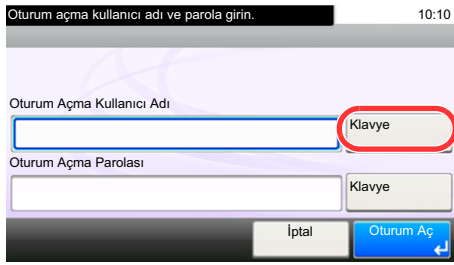 Oturum açma kullanıcı adı ve parola girin. 10:10
Oturum Açma Kullanıcı Adı
Klavye
Oturum Açma Parolası
Klavye
İptal
Oturum Aç